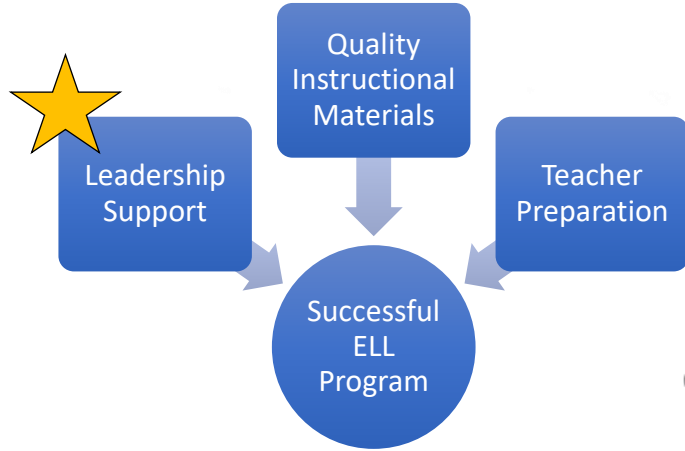 Quality
Instructional
Materials
Leadership
Support
Teacher
Preparation
Successful
ELL
Program